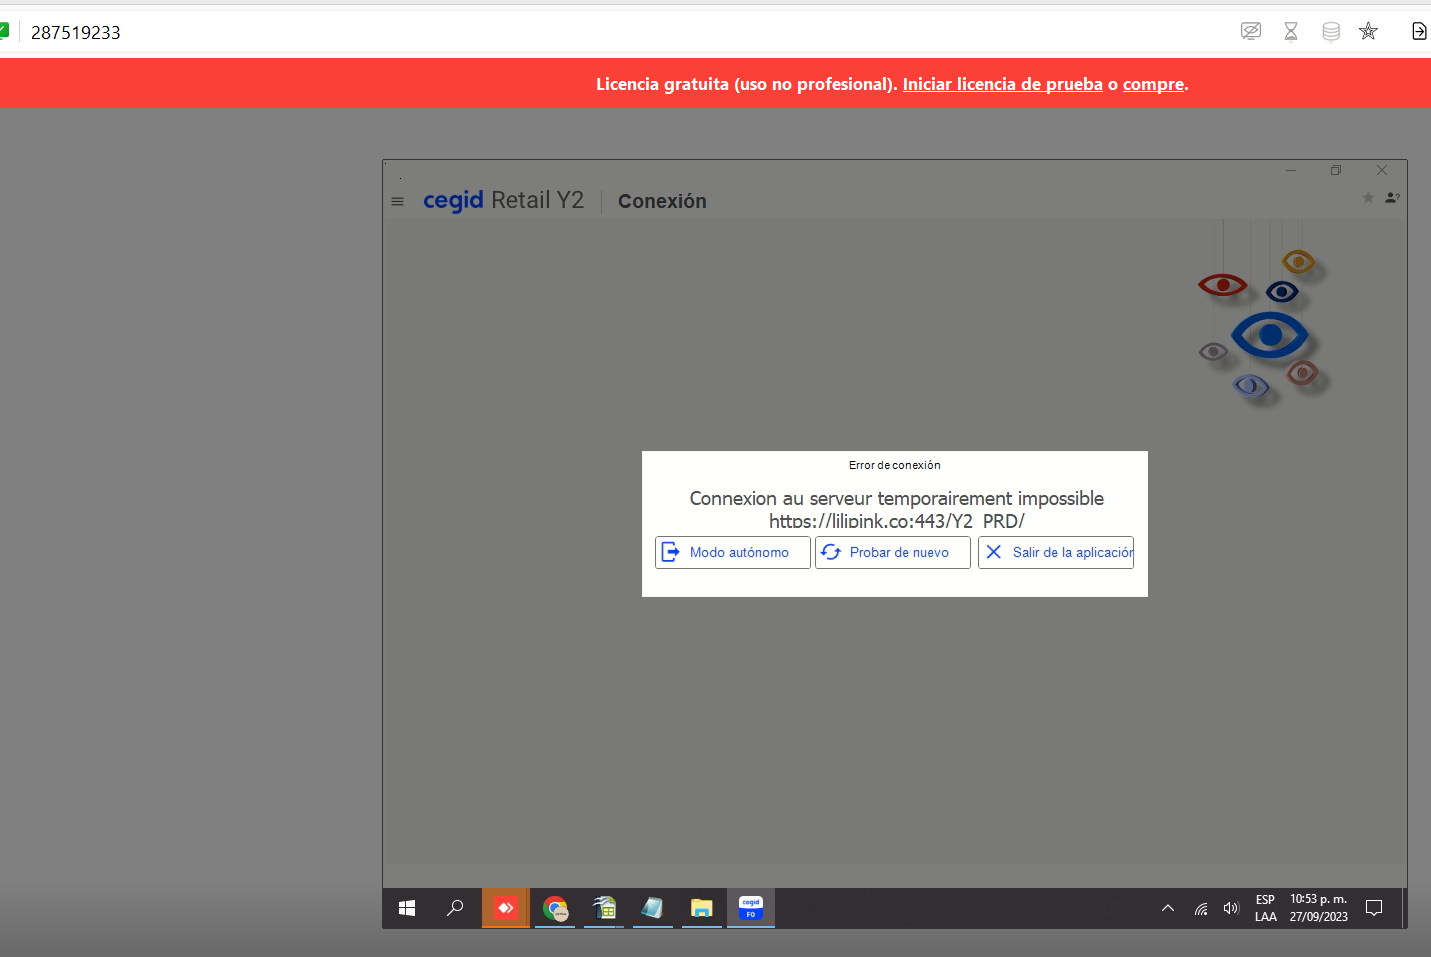 287519233
Licencia gratuita (uso no profesional). Iniciar licencia de prueba o compre.
cegid Retail Y2 Conexión
Error de conexión
Connexion au serveur temporairement impossible
https://lilipink.co:443/Y2_PRD/
Modo autónomo Probar de nuevo Salir de la aplicación
cegid
FO
ESP 10:53 p. m.
LAA 27/09/2023